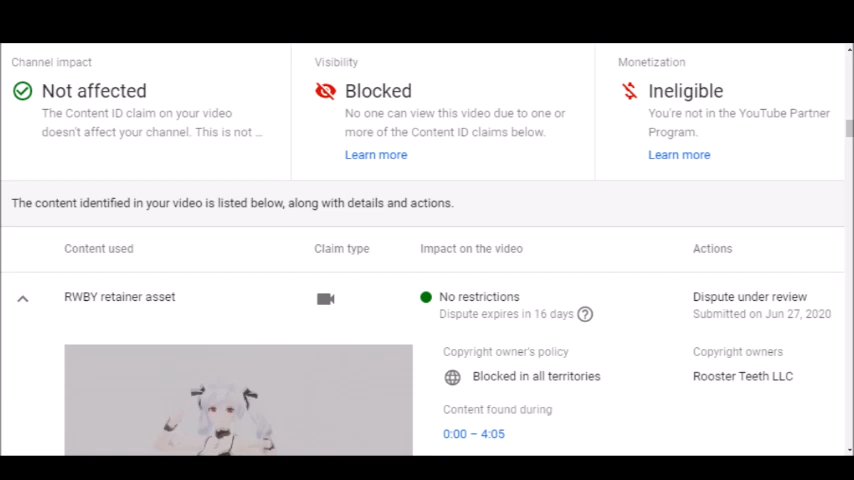 Channel impact
Visibility
Monetization
Not affected
Blocked
Ineligible
The Content ID claim on your video
No one can view this video due to one or
You're not in the YouTube Partner
doesn't affect your channel. This is not ...
more of the Content ID claims below.
Program.
Learn more
Learn more
The content identified in your video is listed below, along with details and actions.
Content used
Claim type
Impact on the video
Actions
RWBY retainer asset
No restrictions
Dispute under review
Dispute expires in 16 days
Submitted on Jun 27, 2020
Copyright owner's policy
Copyright owners
Blocked in all territories
Rooster Teeth LLC
Content found during
0:00 – 4:05